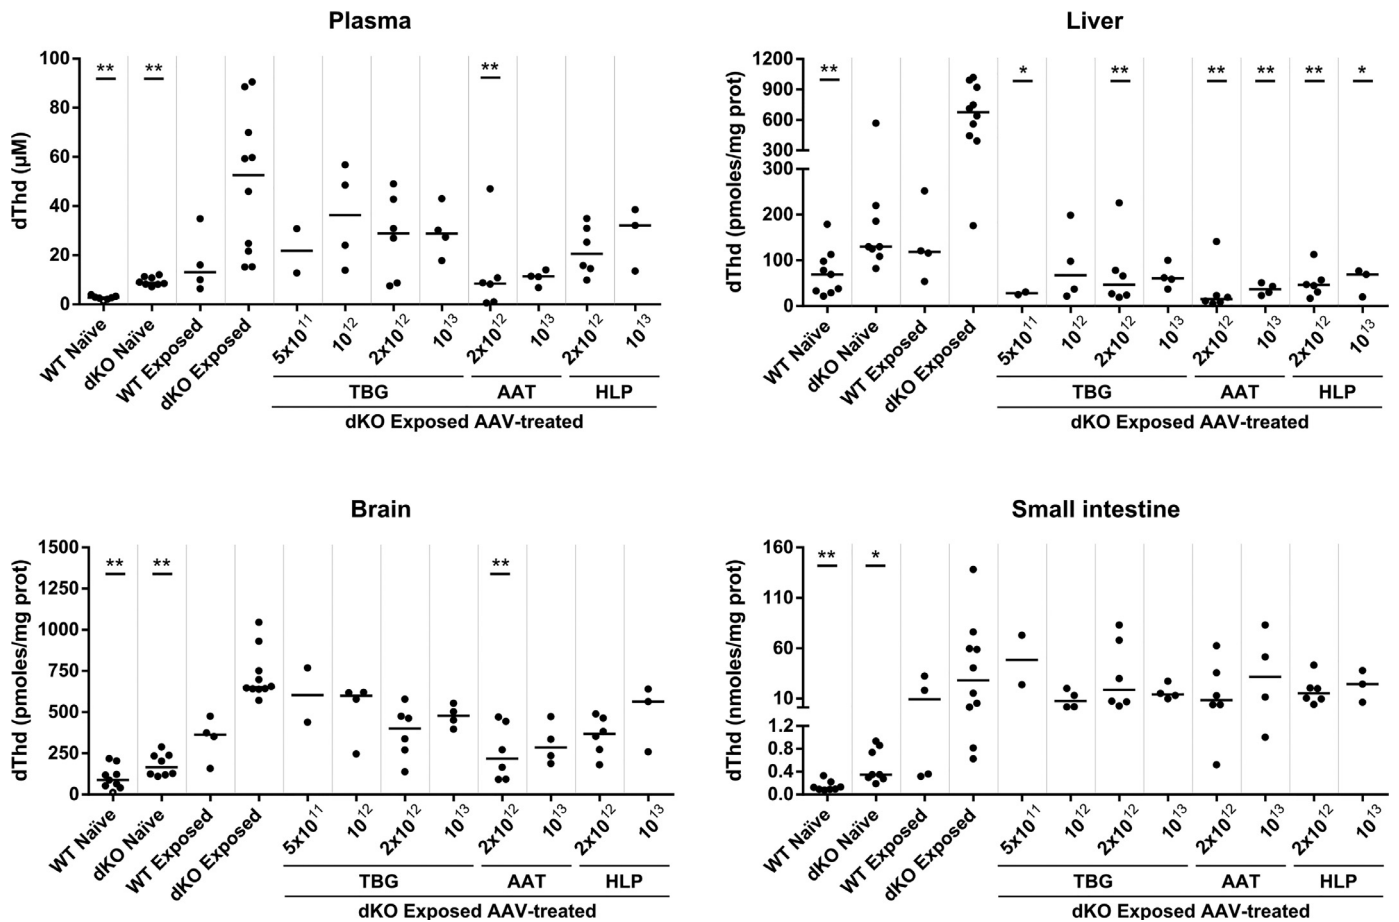 Plasma
dThd (µM)
100
80
60
40
20
0
** ** **
WT Naïve
dKO Naïve
WT Exposed
dKO Exposed
5x10¹¹
10¹²
2x10¹²
10¹³
2x10¹²
10¹³
2x10¹²
10¹³
TBG AAT HLP
dKO Exposed AAV-treated
Liver
dThd (pmoles/mg prot)
1200
900
600
300
300
200
100
0
** * ** ** ** ** *
WT Naïve
dKO Naïve
WT Exposed
dKO Exposed
5x10¹¹
10¹²
2x10¹²
10¹³
2x10¹²
10¹³
2x10¹²
10¹³
TBG AAT HLP
dKO Exposed AAV-treated
Brain
dThd (pmoles/mg prot)
1500
1250
1000
750
500
250
0
** ** **
WT Naïve
dKO Naïve
WT Exposed
dKO Exposed
5x10¹¹
10¹²
2x10¹²
10¹³
2x10¹²
10¹³
2x10¹²
10¹³
TBG AAT HLP
dKO Exposed AAV-treated
Small intestine
dThd (nmoles/mg prot)
160
110
60
10
1.2
0.8
0.4
0.0
** *
WT Naïve
dKO Naïve
WT Exposed
dKO Exposed
5x10¹¹
10¹²
2x10¹²
10¹³
2x10¹²
10¹³
2x10¹²
10¹³
TBG AAT HLP
dKO Exposed AAV-treated